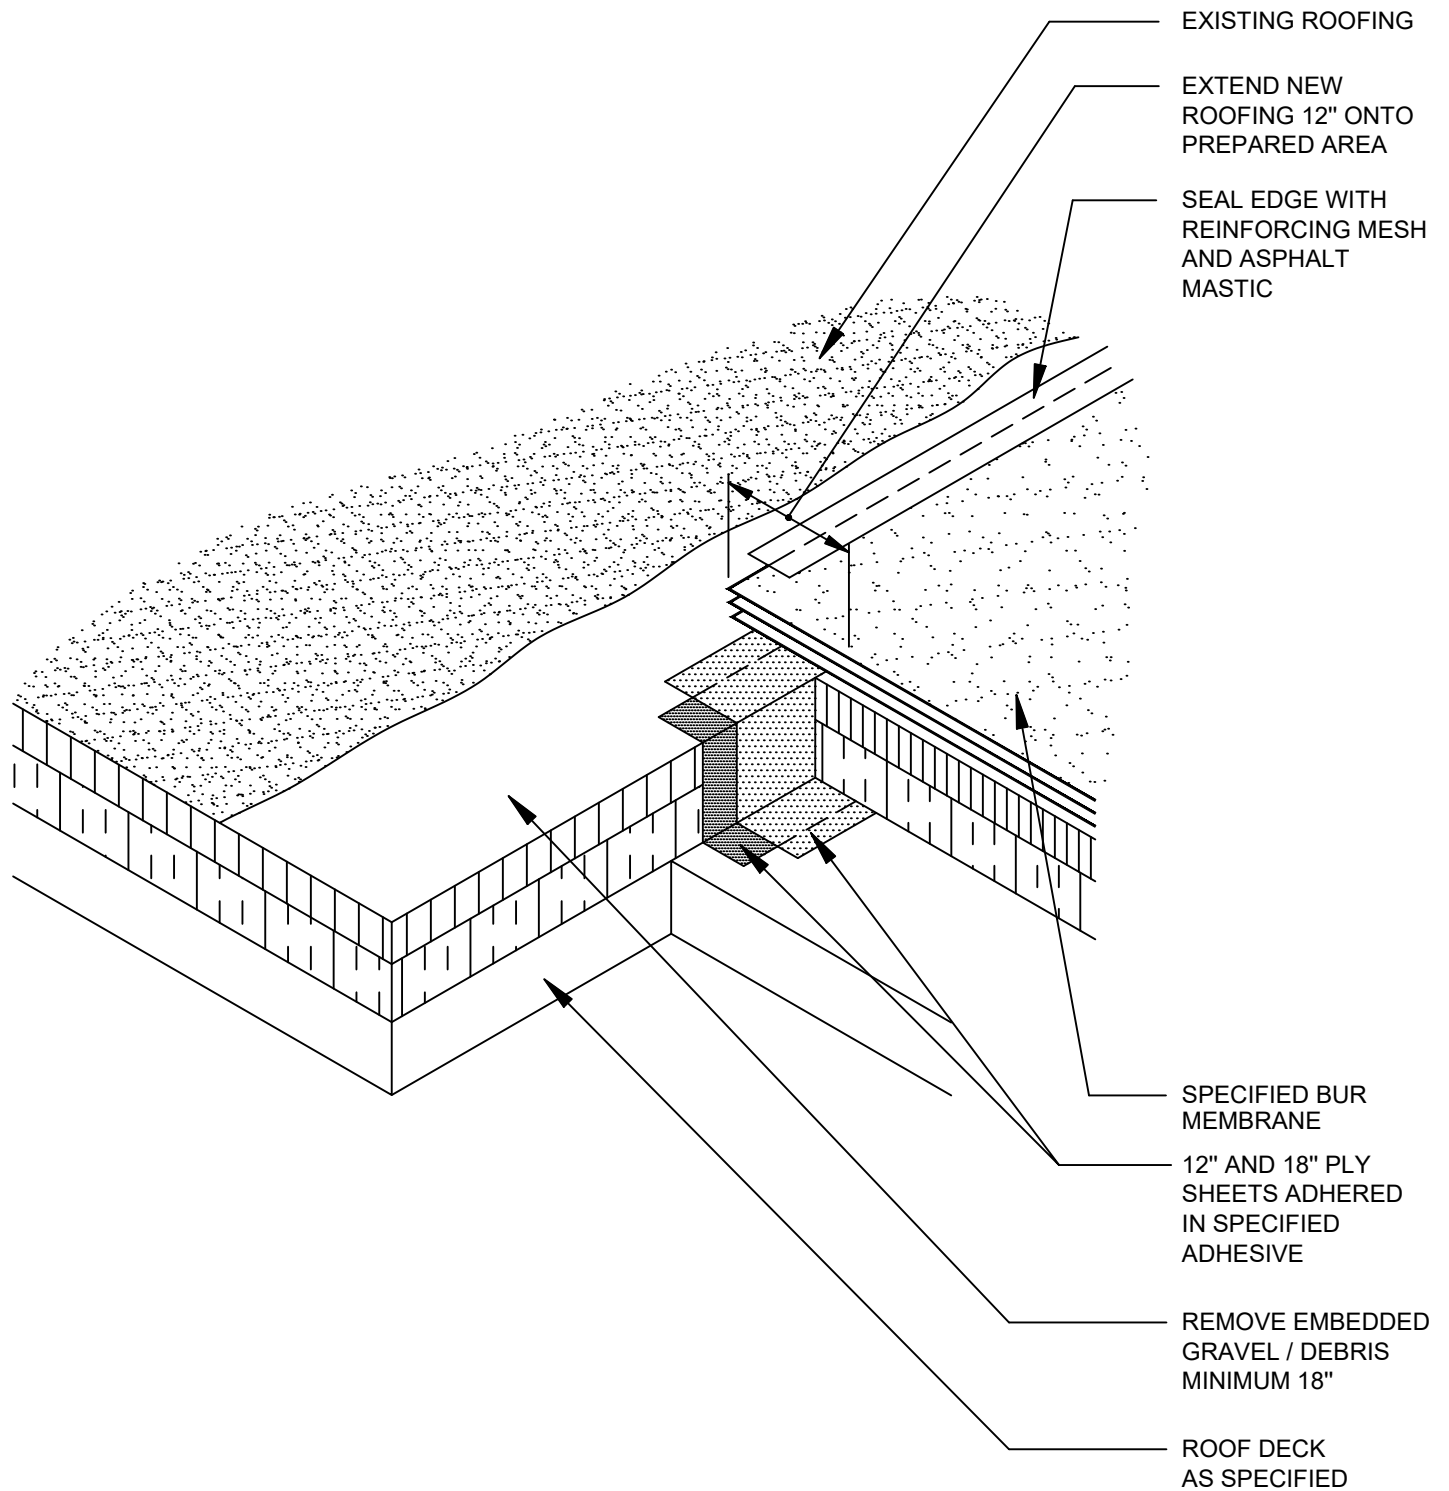 EXISTING ROOFING
EXTEND NEW
ROOFING 12" ONTO
PREPARED AREA
SEAL EDGE WITH
REINFORCING MESH
AND ASPHALT
MASTIC
SPECIFIED BUR
MEMBRANE
12" AND 18" PLY
SHEETS ADHERED
IN SPECIFIED
ADHESIVE
REMOVE EMBEDDED
GRAVEL / DEBRIS
MINIMUM 18"
ROOF DECK
AS SPECIFIED